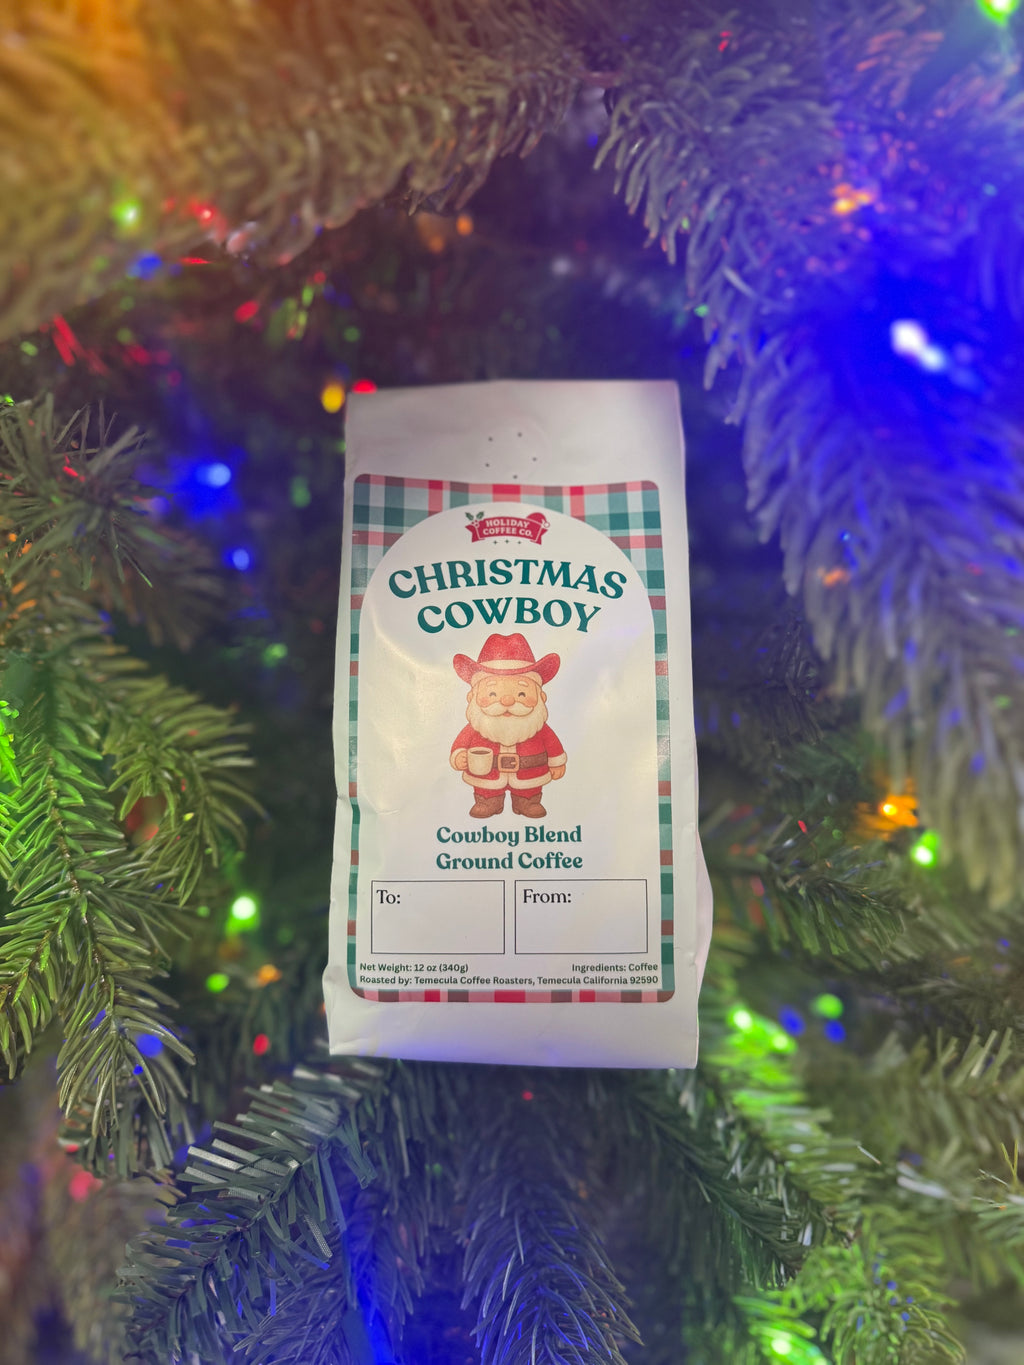 HOLIDAY
COFFEE CO.
CHRISTMAS
COWBOY
Cowboy Blend
Ground Coffee
To:
From:
Net Weight: 12 oz (340g)
Ingredients: Coffee
Roasted by: Temecula Coffee Roasters, Temecula California 92590